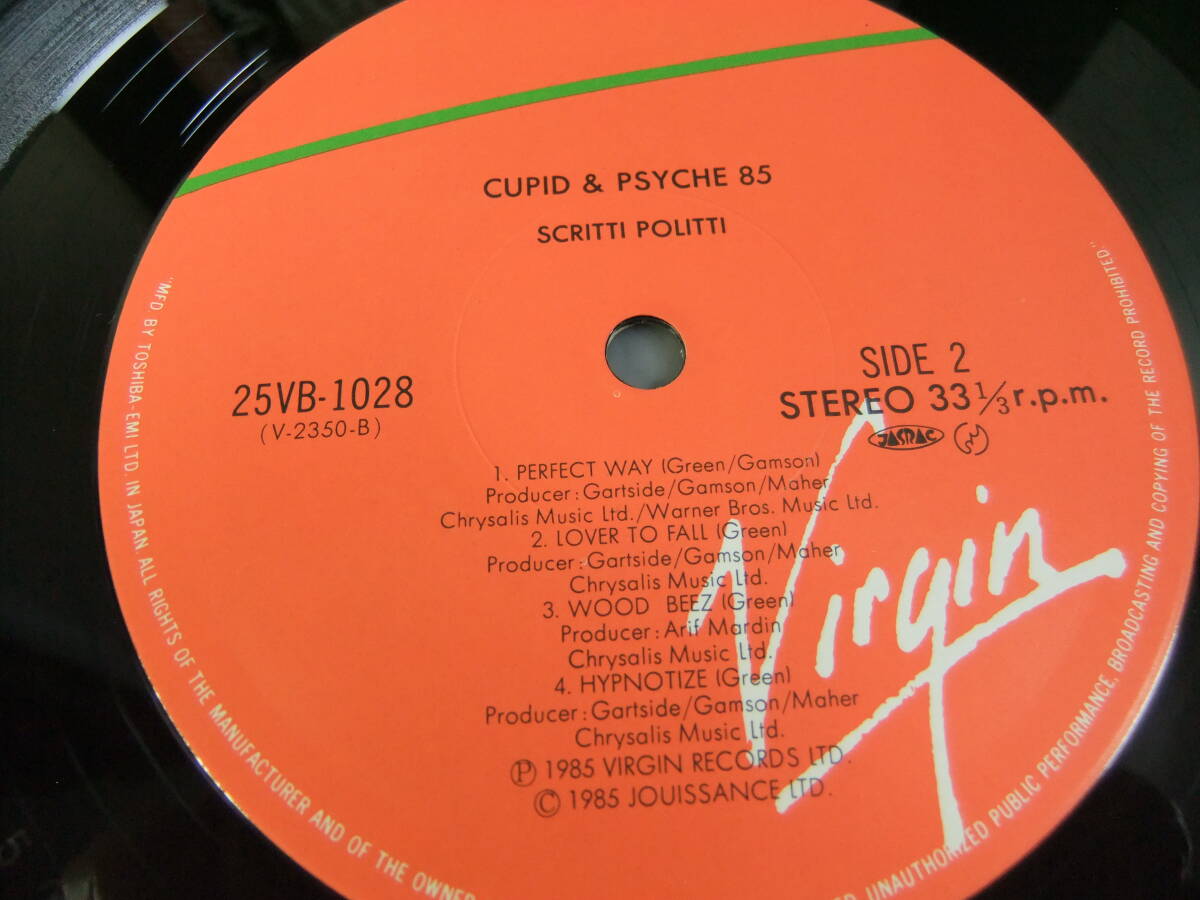 CUPID & PSYCHE 85
SCRITTI POLITTI
25VB-1028
(V-2350-B)
SIDE 2
STEREO 33 1/3 r.p.m.
JASRAC
1. PERFECT WAY (Green/Gamson)
Producer: Gartside/Gamson/Maher
Chrysalis Music Ltd./Warner Bros. Music Ltd.
2. LOVER TO FALL (Green)
Producer: Gartside/Gamson/Maher
Chrysalis Music Ltd.
3. WOOD BEEZ (Green)
Producer: Arif Mardin
Chrysalis Music Ltd.
4. HYPNOTIZE (Green)
Producer: Gartside/Gamson/Maher
Chrysalis Music Ltd.
℗ 1985 VIRGIN RECORDS LTD.
© 1985 JOUISSANCE LTD.
Virgin
"MFD BY TOSHIBA-EMI LTD. IN JAPAN ALL RIGHTS OF THE MANUFACTURER AND OF THE OWNER
UNAUTHORIZED PUBLIC PERFORMANCE, BROADCASTING AND COPYING OF THE RECORD PROHIBITED."